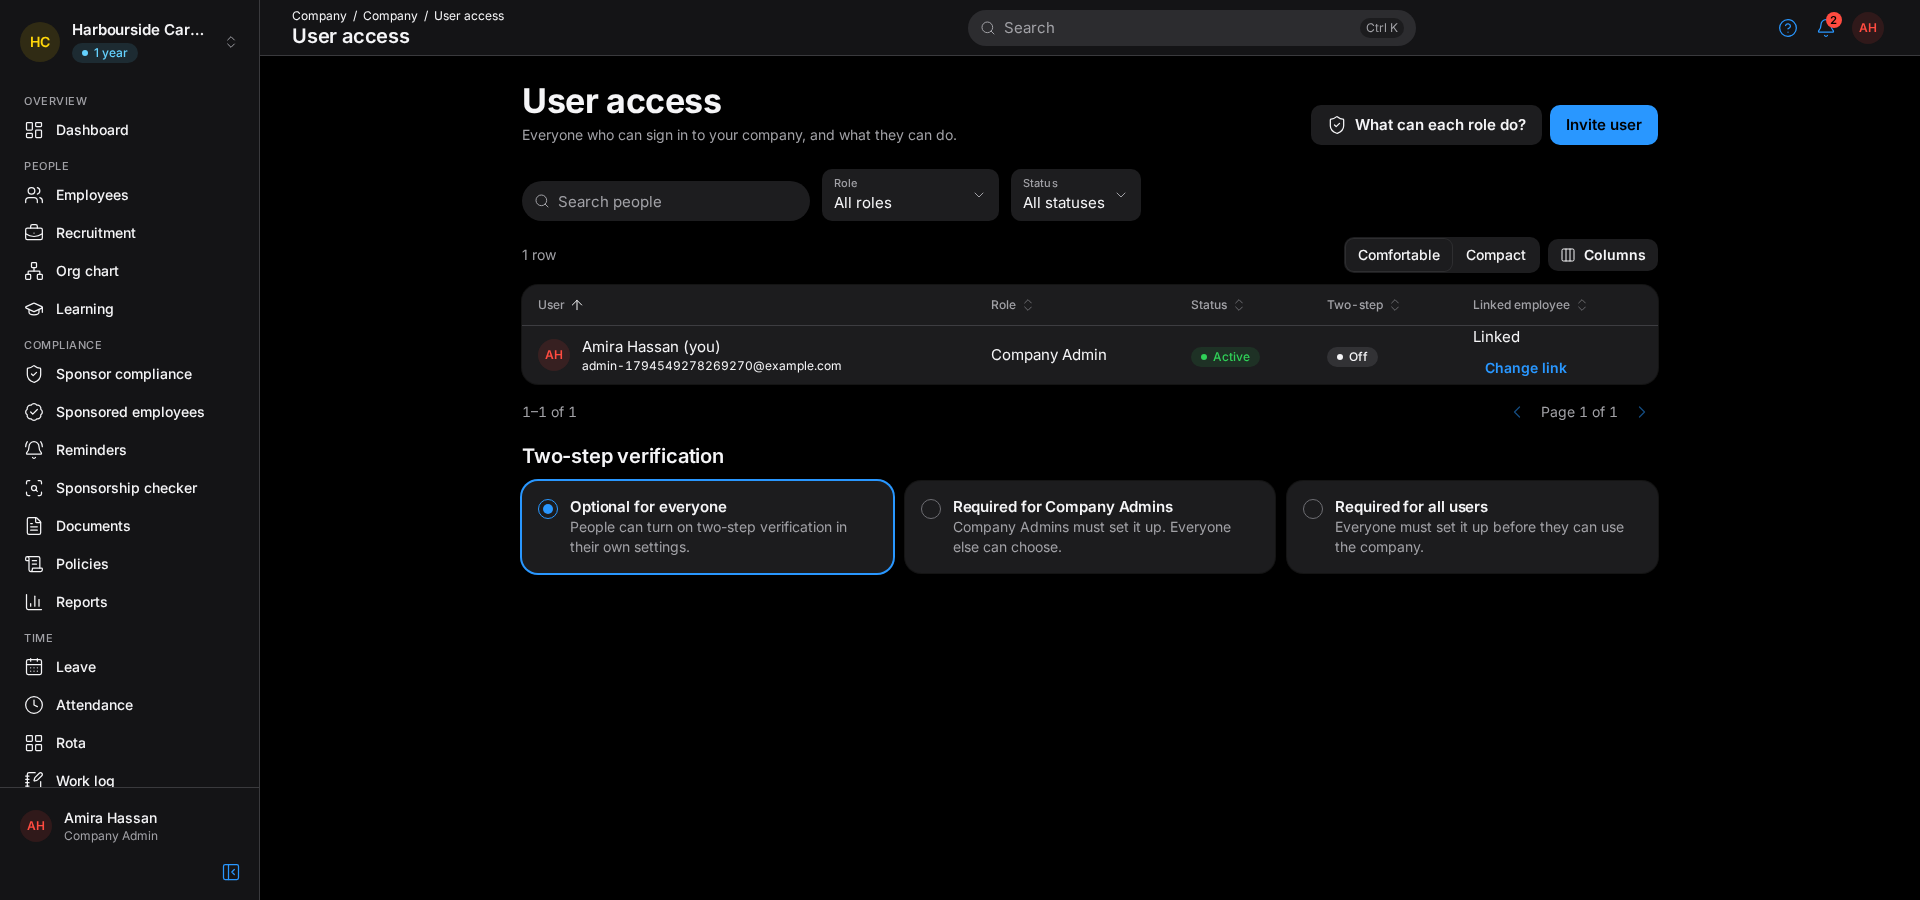 HC
Harbourside Car...
1 year
OVERVIEW
Dashboard
PEOPLE
Employees
Recruitment
Org chart
Learning
COMPLIANCE
Sponsor compliance
Sponsored employees
Reminders
Sponsorship checker
Documents
Policies
Reports
TIME
Leave
Attendance
Rota
Work log
AH
Amira Hassan
Company Admin
Company / Company / User access
User access
Search
Ctrl K
2
AH
User access
Everyone who can sign in to your company, and what they can do.
What can each role do?
Invite user
Search people
Role
All roles
Status
All statuses
1 row
Comfortable
Compact
Columns
User
Role
Status
Two-step
Linked employee
AH
Amira Hassan (you)
admin-1794549278269270@example.com
Company Admin
Active
Off
Linked
Change link
1–1 of 1
Page 1 of 1
Two-step verification
Optional for everyone
People can turn on two-step verification in
their own settings.
Required for Company Admins
Company Admins must set it up. Everyone
else can choose.
Required for all users
Everyone must set it up before they can use
the company.